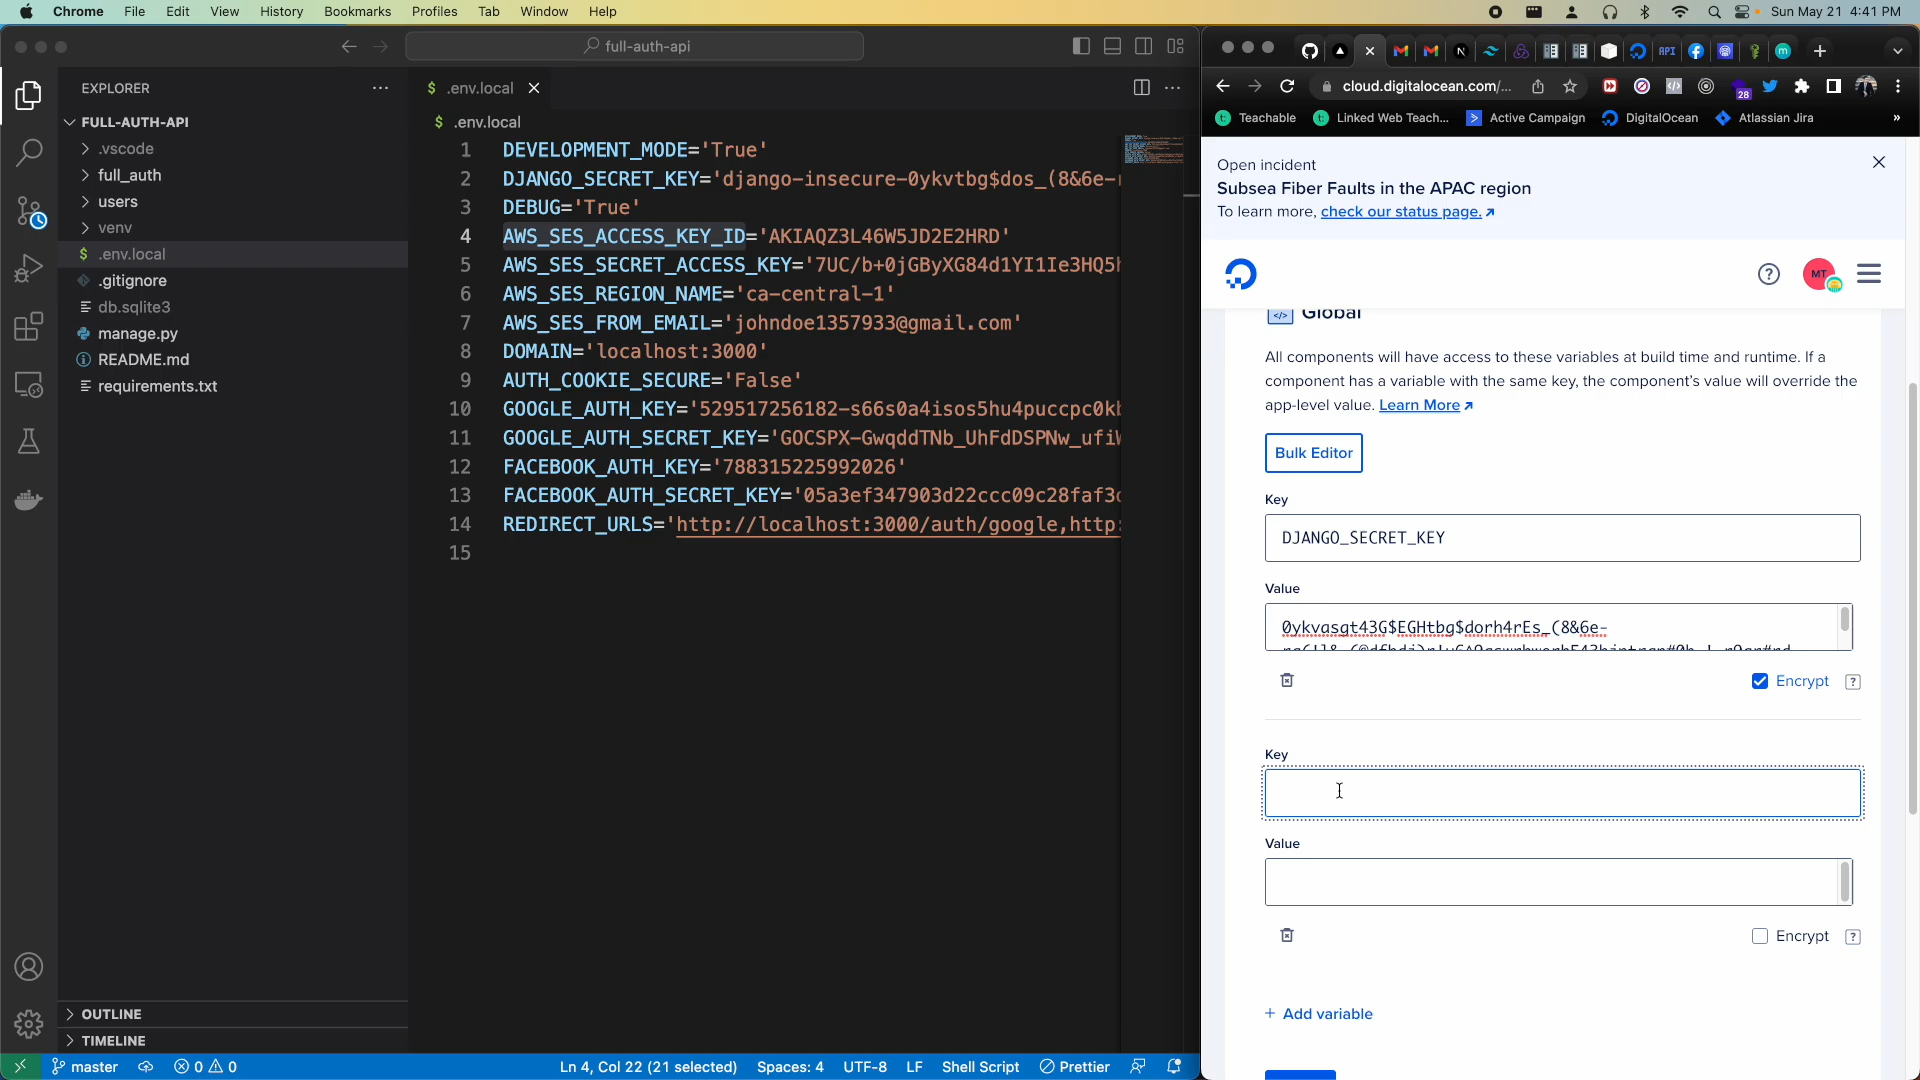 Chrome File Edit View History Bookmarks Profiles Tab Window Help
Sun May 21 4:41 PM
full-auth-api
EXPLORER
FULL-AUTH-API
.vscode
full_auth
users
venv
$ .env.local
.gitignore
db.sqlite3
manage.py
README.md
requirements.txt
OUTLINE
TIMELINE
$ .env.local
$ .env.local
1 DEVELOPMENT_MODE='True'
2 DJANGO_SECRET_KEY='django-insecure-0ykvtbg$dos_(8&6e-
3 DEBUG='True'
4 AWS_SES_ACCESS_KEY_ID='AKIAQZ3L46W5JD2E2HRD'
5 AWS_SES_SECRET_ACCESS_KEY='7UC/b+0jGByXG84d1YI1Ie3HQ5
6 AWS_SES_REGION_NAME='ca-central-1'
7 AWS_SES_FROM_EMAIL='johndoe1357933@gmail.com'
8 DOMAIN='localhost:3000'
9 AUTH_COOKIE_SECURE='False'
10 GOOGLE_AUTH_KEY='529517256182-s66s0a4isos5hu4puccpc0k
11 GOOGLE_AUTH_SECRET_KEY='GOCSPX-GwqddTNb_UhFdDSPNw_ufi
12 FACEBOOK_AUTH_KEY='788315225992026'
13 FACEBOOK_AUTH_SECRET_KEY='05a3ef347903d22ccc09c28faf3
14 REDIRECT_URLS='http://localhost:3000/auth/google,http:
15
master
0 0
Ln 4, Col 22 (21 selected) Spaces: 4 UTF-8 LF Shell Script Prettier
API
cloud.digitalocean.com/...
28
Teachable Linked Web Teach... Active Campaign DigitalOcean Atlassian Jira »
Open incident
Subsea Fiber Faults in the APAC region
To learn more, check our status page.
MT
Global
All components will have access to these variables at build time and runtime. If a
component has a variable with the same key, the component's value will override the
app-level value. Learn More
Bulk Editor
Key
DJANGO_SECRET_KEY
Value
0ykvasgt43G$EGHtbg$dorh4rEs_(8&6e-
Encrypt ?
Key
Value
Encrypt ?
+ Add variable